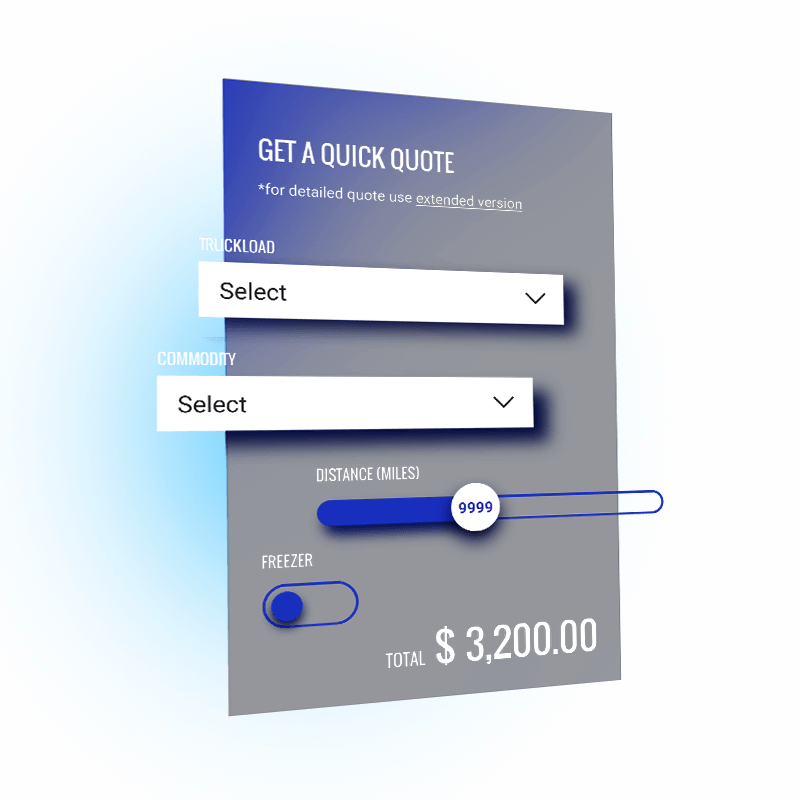 GET A QUICK QUOTE
*for detailed quote use extended version
TRUCKLOAD
Select
COMMODITY
Select
DISTANCE (MILES)
9999
FREEZER
TOTAL $ 3,200.00